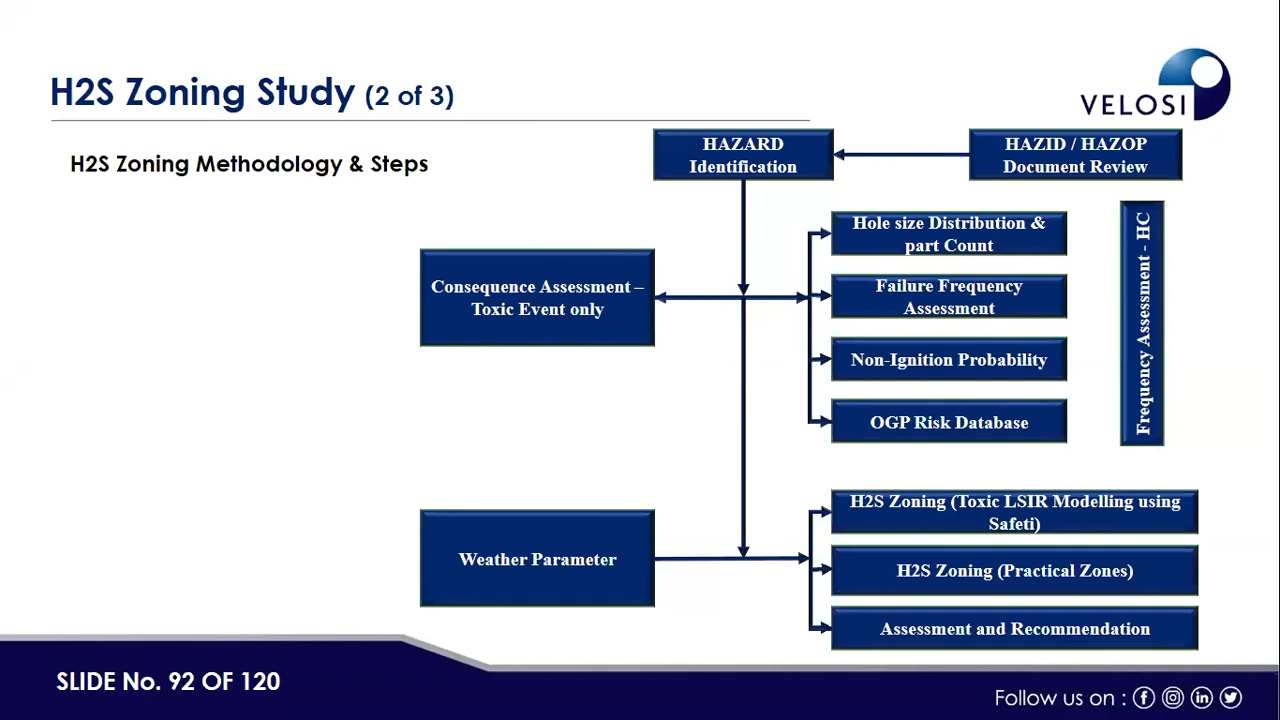 H2S Zoning Study (2 of 3)
VELOSI
H2S Zoning Methodology & Steps
HAZARD
Identification
HAZID / HAZOP
Document Review
Hole size Distribution &
part Count
Consequence Assessment –
Toxic Event only
Failure Frequency
Assessment
Non-Ignition Probability
OGP Risk Database
Frequency Assessment - HC
Weather Parameter
H2S Zoning (Toxic LSIR Modelling using
Safeti)
H2S Zoning (Practical Zones)
Assessment and Recommendation
SLIDE No. 92 OF 120
Follow us on :